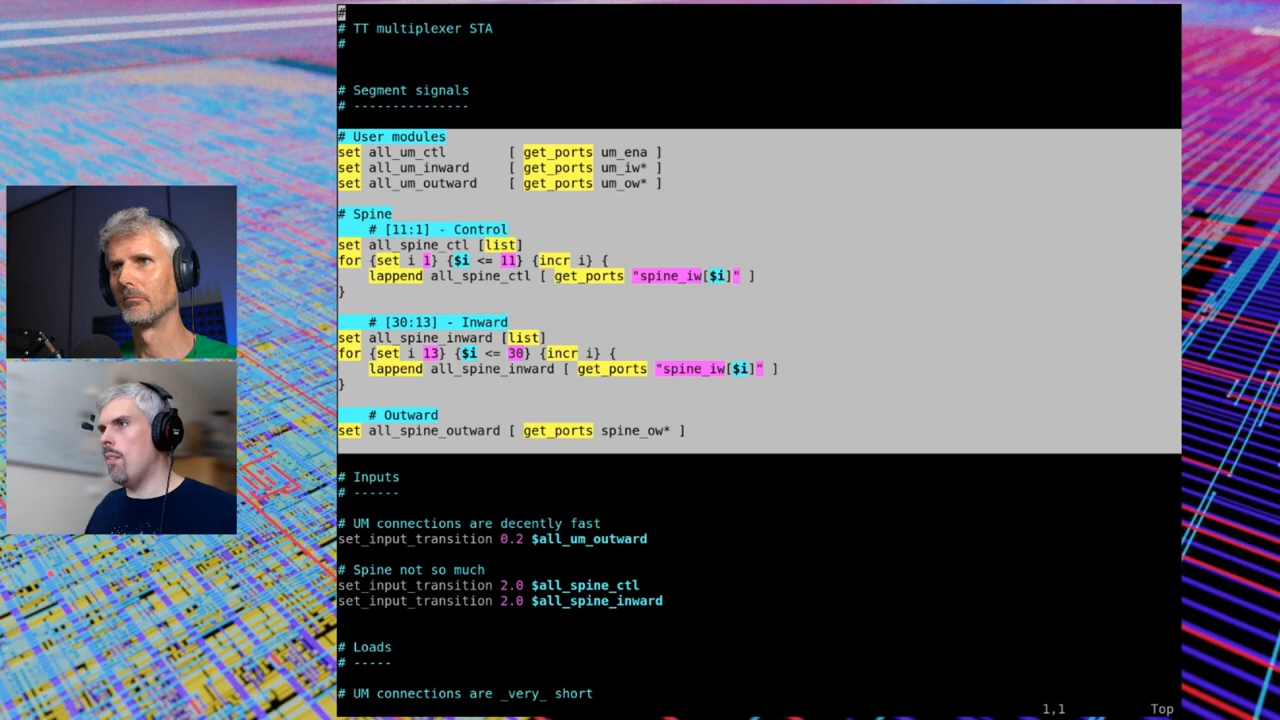 #
# TT multiplexer STA
#
# Segment signals
# ---------------
# User modules
set all_um_ctl        [ get_ports um_ena ]
set all_um_inward     [ get_ports um_iw* ]
set all_um_outward    [ get_ports um_ow* ]
# Spine
    # [11:1] - Control
set all_spine_ctl [list]
for {set i 1} {$i <= 11} {incr i} {
    lappend all_spine_ctl [ get_ports "spine_iw[$i]" ]
}
    # [30:13] - Inward
set all_spine_inward [list]
for {set i 13} {$i <= 30} {incr i} {
    lappend all_spine_inward [ get_ports "spine_iw[$i]" ]
}
    # Outward
set all_spine_outward [ get_ports spine_ow* ]
# Inputs
# ------
# UM connections are decently fast
set_input_transition 0.2 $all_um_outward
# Spine not so much
set_input_transition 2.0 $all_spine_ctl
set_input_transition 2.0 $all_spine_inward
# Loads
# -----
# UM connections are _very_ short
1,1           Top